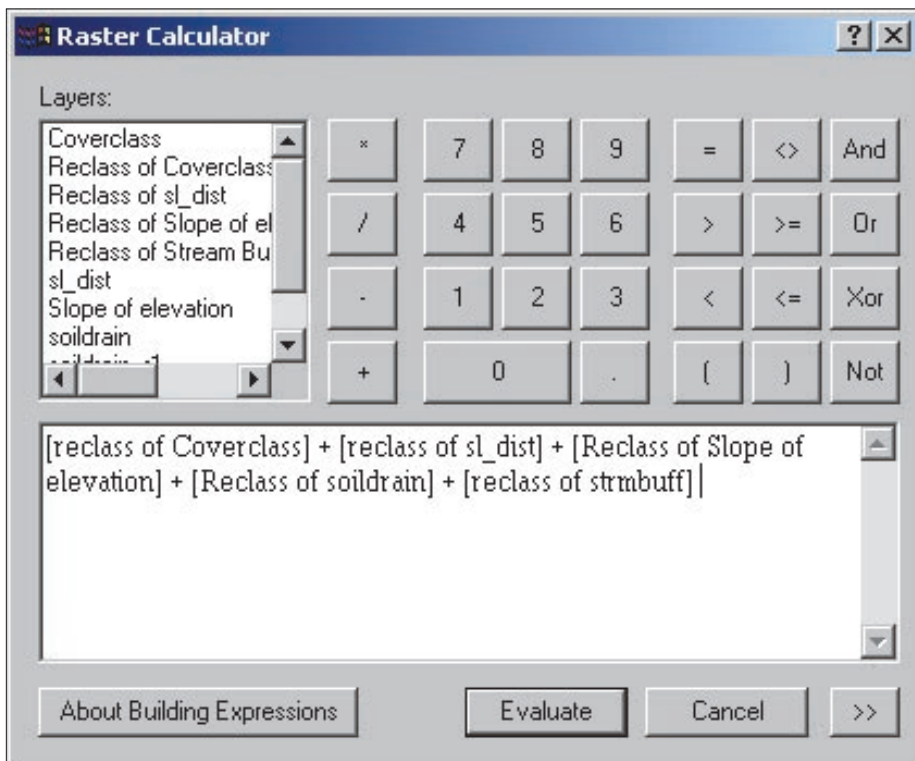 Raster Calculator
? X
Layers:
Coverclass
Reclass of Coverclass
Reclass of sl_dist
Reclass of Slope of el
Reclass of Stream Bu
sl_dist
Slope of elevation
soildrain
* 7 8 9 = <> And
/ 4 5 6 > >= Or
- 1 2 3 < <= Xor
+ 0 . ( ) Not
[reclass of Coverclass] + [reclass of sl_dist] + [Reclass of Slope of
elevation] + [Reclass of soildrain] + [reclass of strmbuff]
About Building Expressions
Evaluate
Cancel
>>